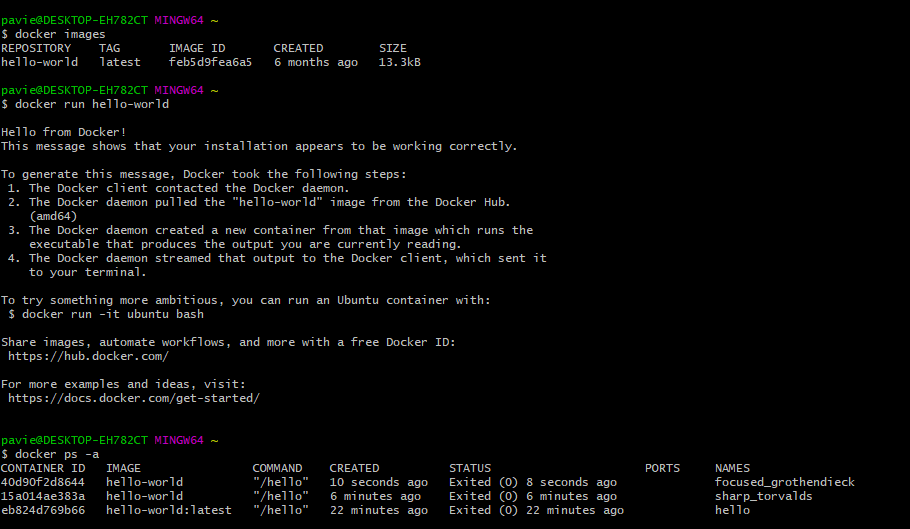 pavie@DESKTOP-EH782CT MINGW64 ~
$ docker images
REPOSITORY    TAG       IMAGE ID       CREATED        SIZE
hello-world   latest    feb5d9fea6a5   6 months ago   13.3kB
pavie@DESKTOP-EH782CT MINGW64 ~
$ docker run hello-world
Hello from Docker!
This message shows that your installation appears to be working correctly.
To generate this message, Docker took the following steps:
 1. The Docker client contacted the Docker daemon.
 2. The Docker daemon pulled the "hello-world" image from the Docker Hub.
    (amd64)
 3. The Docker daemon created a new container from that image which runs the
    executable that produces the output you are currently reading.
 4. The Docker daemon streamed that output to the Docker client, which sent it
    to your terminal.
To try something more ambitious, you can run an Ubuntu container with:
 $ docker run -it ubuntu bash
Share images, automate workflows, and more with a free Docker ID:
 https://hub.docker.com/
For more examples and ideas, visit:
 https://docs.docker.com/get-started/
pavie@DESKTOP-EH782CT MINGW64 ~
$ docker ps -a
CONTAINER ID   IMAGE                COMMAND    CREATED          STATUS                      PORTS     NAMES
40d90f2d8644   hello-world          "/hello"   10 seconds ago   Exited (0) 8 seconds ago              focused_grothendieck
15a014ae383a   hello-world          "/hello"   6 minutes ago    Exited (0) 6 minutes ago              sharp_torvalds
eb824d769b66   hello-world:latest   "/hello"   22 minutes ago   Exited (0) 22 minutes ago             hello